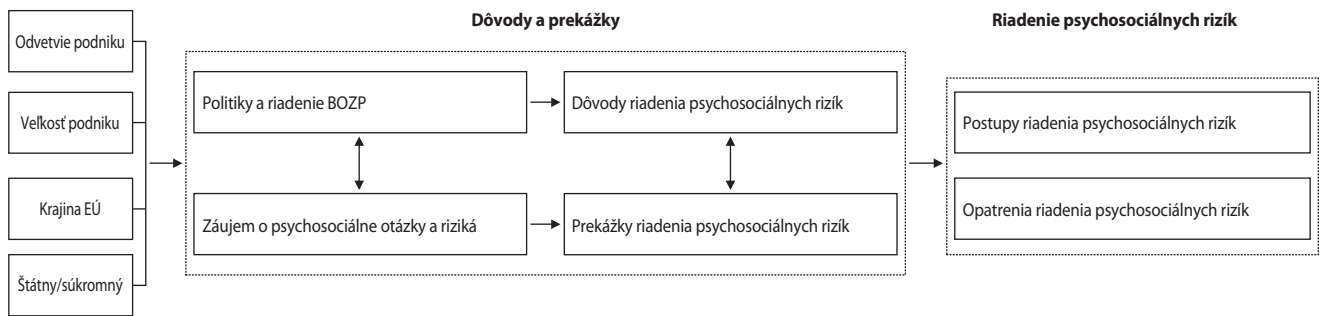 Dôvody a prekážky
Riadenie psychosociálnych rizík
Odvetvie podniku
Veľkosť podniku
Krajina EÚ
Štátny/súkromný
Politiky a riadenie BOZP
Dôvody riadenia psychosociálnych rizík
Záujem o psychosociálne otázky a riziká
Prekážky riadenia psychosociálnych rizík
Postupy riadenia psychosociálnych rizík
Opatrenia riadenia psychosociálnych rizík